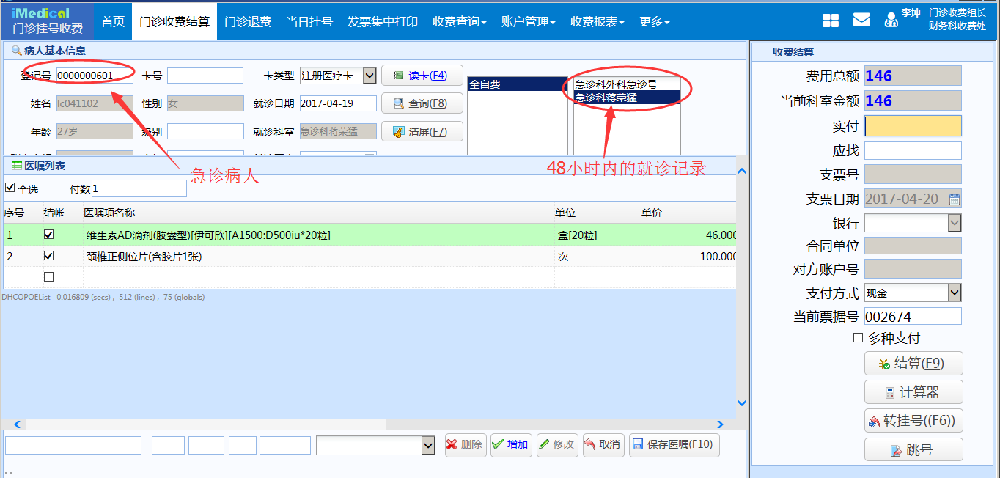 iMedical
门诊挂号收费
首页 门诊收费结算 门诊退费 当日挂号 发票集中打印 收费查询 账户管理 收费报表 更多
李坤 门诊收费组长
财务科收费处
病人基本信息
登记号 0000000601 卡号 卡类型 注册医疗卡 读卡(F4)
姓名 lc041102 性别 女 就诊日期 2017-04-19 查询(F8)
年龄 27岁 级别 就诊科室 急诊科蒋荣猛 清屏(F7)
全自费
急诊科外科急诊号
急诊科蒋荣猛
急诊病人
48小时内的就诊记录
医嘱列表
全选 付数 1
序号 结帐 医嘱项名称 单位 单价
1 维生素AD滴剂(胶囊型)[伊可欣][A1500:D500iu*20粒] 盒[20粒] 46.000
2 颈椎正侧位片(含胶片1张) 次 100.000
DHCOPOEList 0.016809 (secs) , 512 (lines) , 75 (globals)
删除 增加 修改 取消 保存医嘱(F10)
- -
收费结算
费用总额 146
当前科室金额 146
实付
应找
支票号
支票日期 2017-04-20
银行
合同单位
对方账户号
支付方式 现金
当前票据号 002674
多种支付
结算(F9)
计算器
转挂号((F6))
跳号